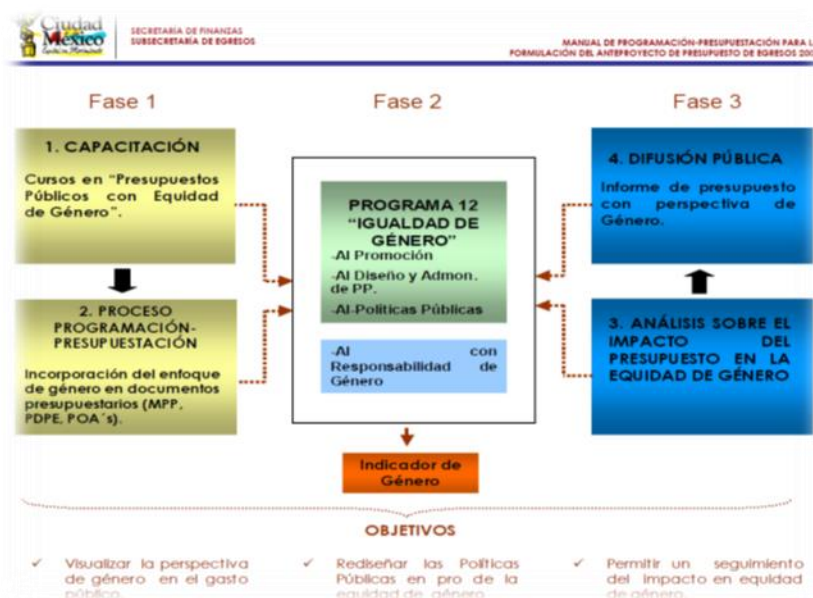 Ciudad
México
SECRETARÍA DE FINANZAS
SUBSECRETARÍA DE EGRESOS
MANUAL DE PROGRAMACIÓN-PRESUPUESTACIÓN PARA L
FORMULACIÓN DEL ANTEPROYECTO DE PRESUPUESTO DE EGRESOS 200
Fase 1
Fase 2
Fase 3
1. CAPACITACIÓN
Cursos en “Presupuestos
Públicos con Equidad
de Género”.
2. PROCESO
PROGRAMACIÓN-
PRESUPUESTACIÓN
Incorporación del enfoque
de género en documentos
presupuestarios (MPP,
PDPE, POA´s).
PROGRAMA 12
“IGUALDAD DE
GÉNERO”
-AI Promoción
-AI Diseño y Admon.
de PP.
-AI-Políticas Públicas
-AI con
Responsabilidad de
Género
Indicador de
Género
4. DIFUSIÓN PÚBLICA
Informe de presupuesto
con perspectiva de
Género.
3. ANÁLISIS SOBRE EL
IMPACTO DEL
PRESUPUESTO EN LA
EQUIDAD DE GÉNERO
OBJETIVOS
✓ Visualizar la perspectiva
de género en el gasto
público.
✓ Rediseñar las Políticas
Públicas en pro de la
equidad de género
✓ Permitir un seguimiento
del impacto en equidad
de género.